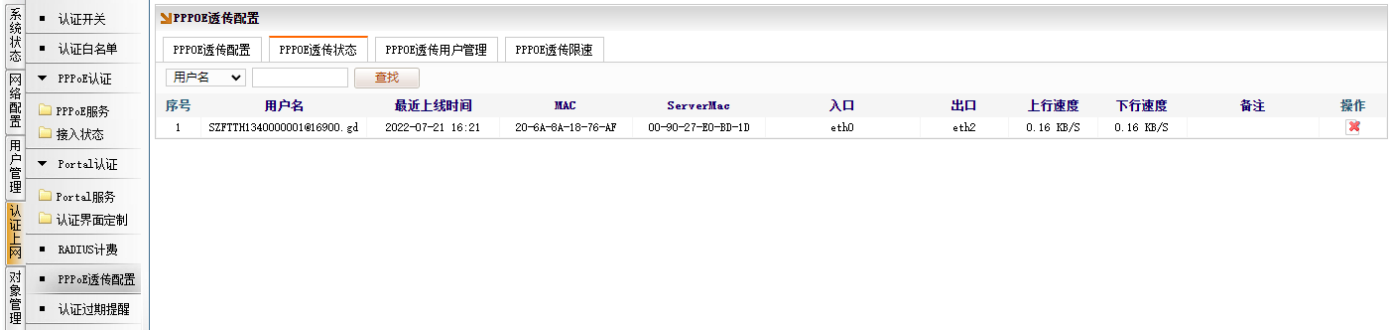 系统状态
网络配置
用户管理
认证上网
对象管理
认证开关
认证白名单
PPPoE认证
PPPoE服务
接入状态
Portal认证
Portal服务
认证界面定制
RADIUS计费
PPPoE透传配置
认证过期提醒
PPPOE透传配置
PPPOE透传配置 PPPOE透传状态 PPPOE透传用户管理 PPPOE透传限速
用户名 查找
序号 用户名 最近上线时间 MAC ServerMac 入口 出口 上行速度 下行速度 备注 操作
1 SZFTTH1340000001@16900.gd 2022-07-21 16:21 20-6A-8A-18-76-AF 00-90-27-E0-BD-1D eth0 eth2 0.16 KB/S 0.16 KB/S